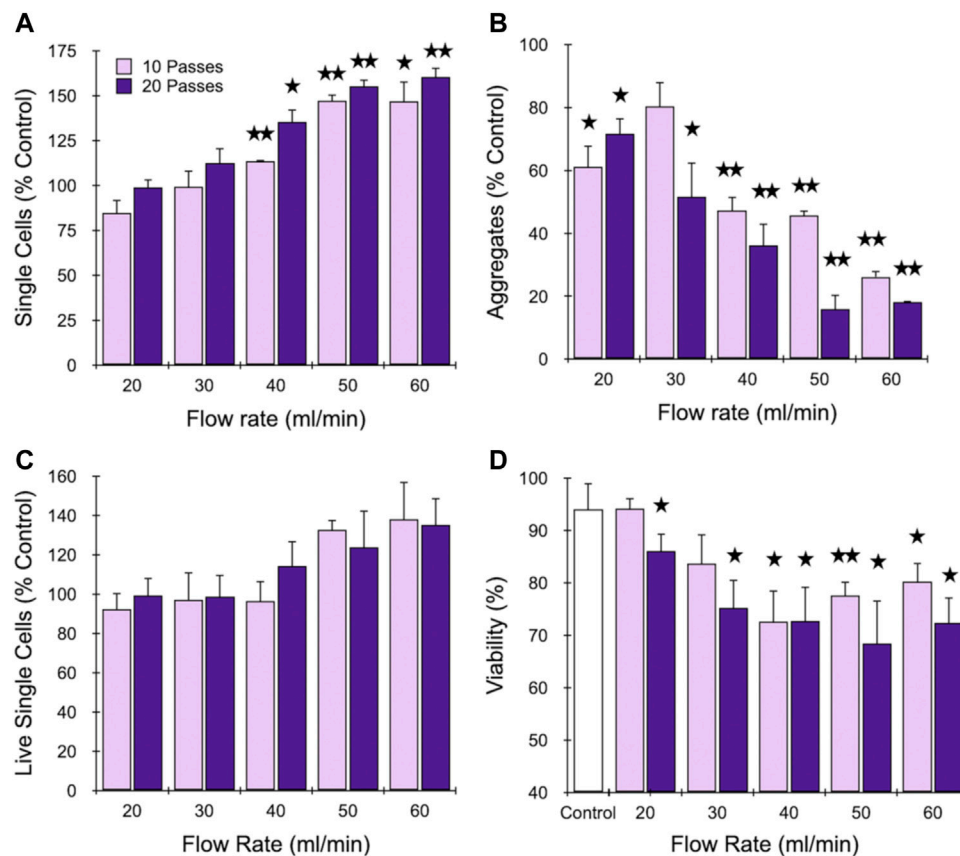 A
Single Cells (% Control)
175
150
125
100
75
50
25
0
10 Passes
20 Passes
★★ ★★ ★ ★★ ★ ★★
20 30 40 50 60
Flow rate (ml/min)
B
Aggregates (% Control)
100
80
60
40
20
0
★ ★ ★ ★★ ★★ ★★ ★★ ★★ ★★
20 30 40 50 60
Flow rate (ml/min)
C
Live Single Cells (% Control)
160
140
120
100
80
60
40
20
0
20 30 40 50 60
Flow Rate (ml/min)
D
Viability (%)
100
90
80
70
60
50
40
★ ★ ★ ★ ★★ ★ ★ ★
Control 20 30 40 50 60
Flow Rate (ml/min)